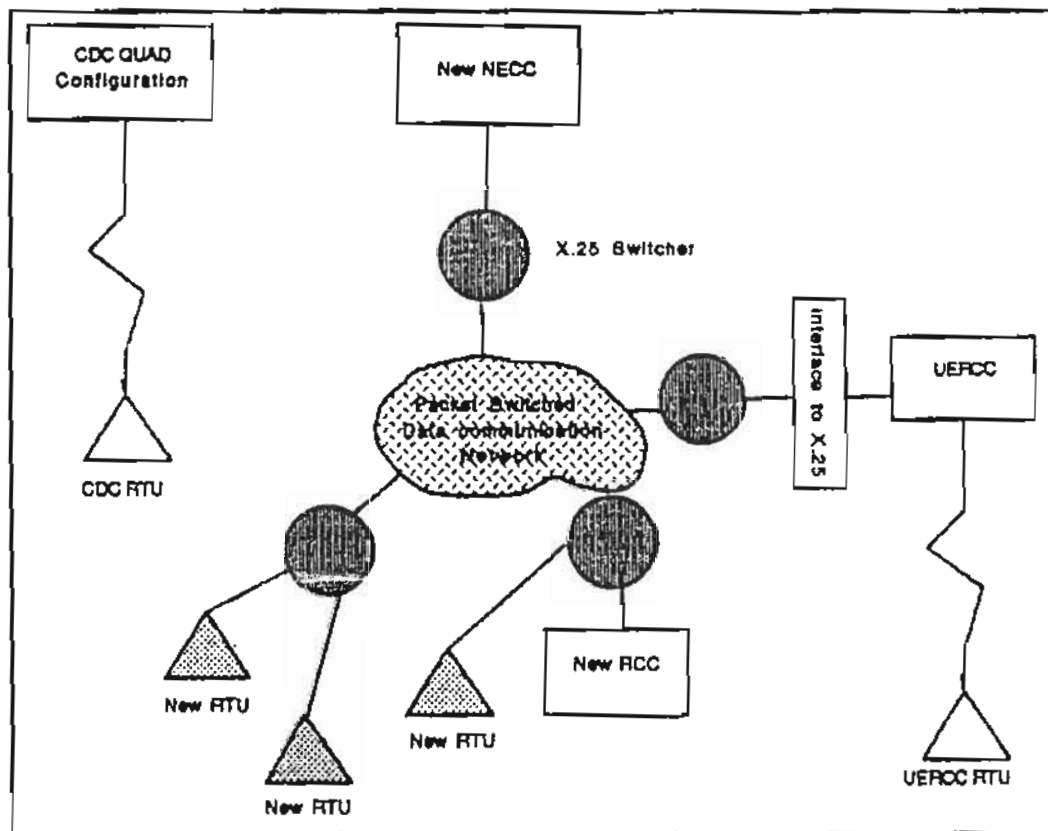 CDC QUAD
Configuration
New NECC
X.25 Switcher
Interface to X.25
UERCC
Packet Switched
Data communication
Network
CDC RTU
New RTU
New RTU
New RTU
New RCC
UERCC RTU